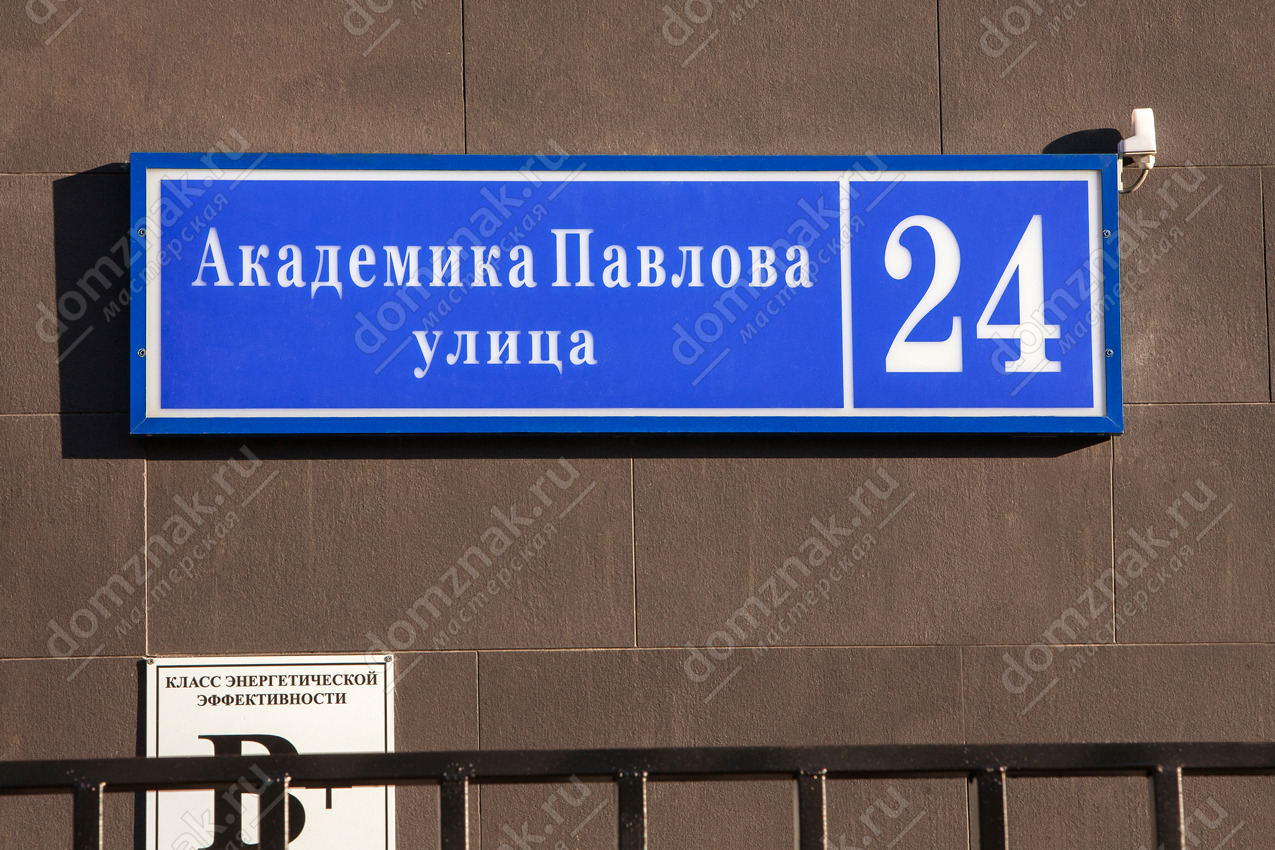 Академика Павлова
улица
24
КЛАСС ЭНЕРГЕТИЧЕСКОЙ
ЭФФЕКТИВНОСТИ
B+
domznak.ru
мастерская